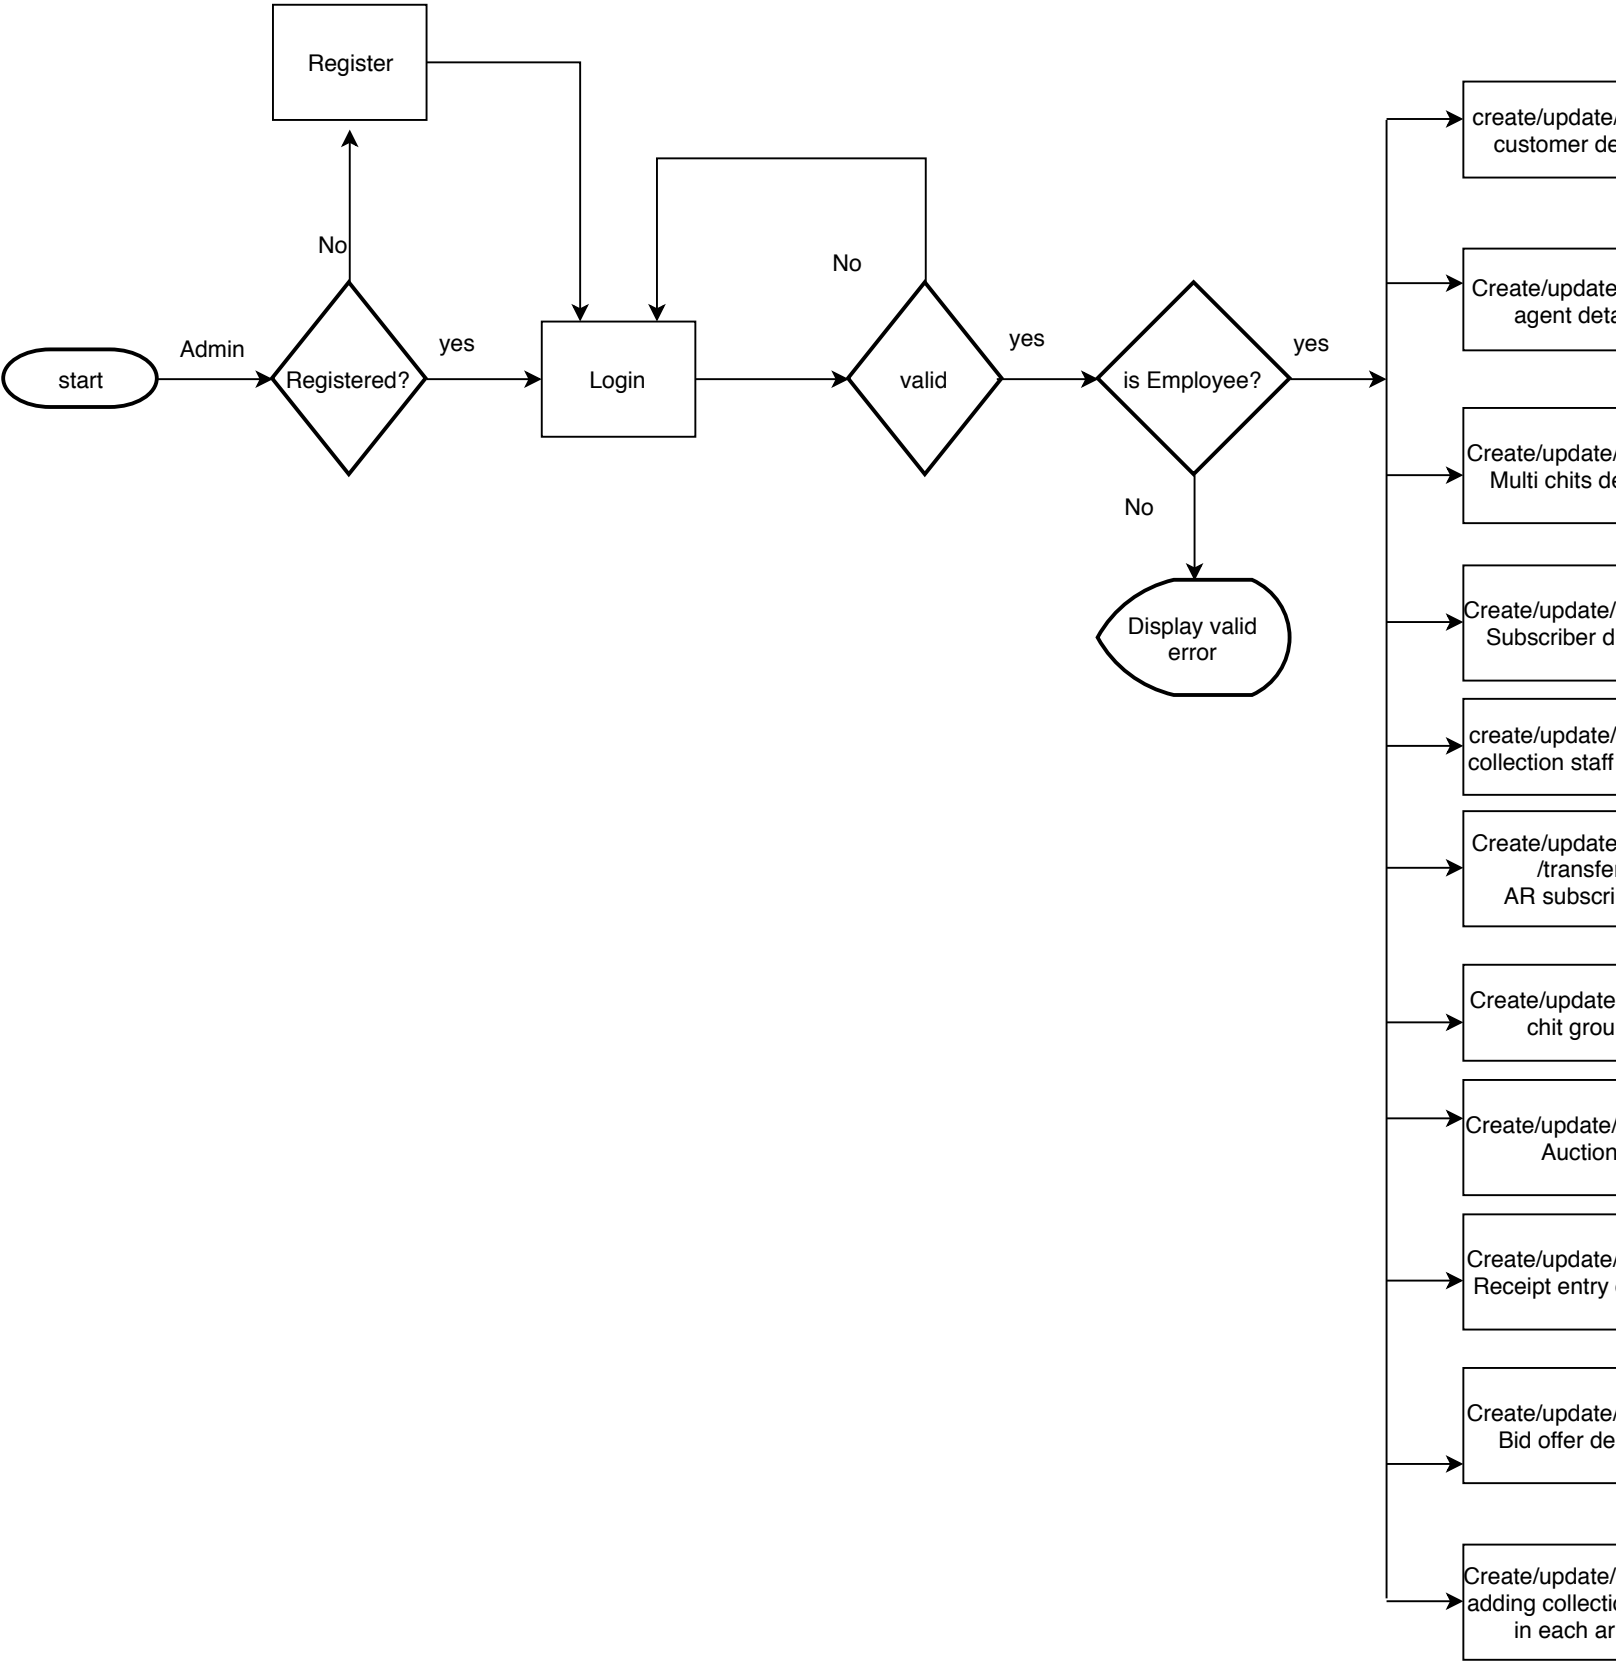 Register
No
Admin
start
Registered?
yes
Login
No
valid
yes
is Employee?
yes
No
Display valid
error
create/update/
customer de
Create/update
agent deta
Create/update/
Multi chits de
Create/update/
Subscriber d
create/update/
collection staff
Create/update
/transfer
AR subscri
Create/update
chit grou
Create/update/
Auction
Create/update/
Receipt entry
Create/update/
Bid offer de
Create/update/
adding collectio
in each ar